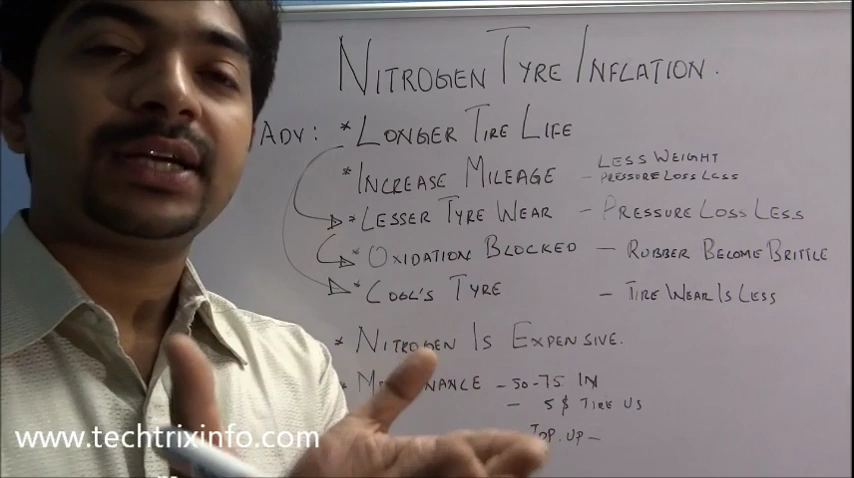 NITROGEN TYRE INFLATION.
ADV: * LONGER TIRE LIFE
* INCREASE MILEAGE - LESS WEIGHT
- PRESSURE LOSS LESS
* LESSER TYRE WEAR - PRESSURE LOSS LESS
* OXIDATION BLOCKED - RUBBER BECOME BRITTLE
* COOL'S TYRE - TIRE WEAR IS LESS
* NITROGEN IS EXPENSIVE.
* NANCE - 50-75 IN
- 5$ TIRE US
TOP.UP -
www.techtrixinfo.com